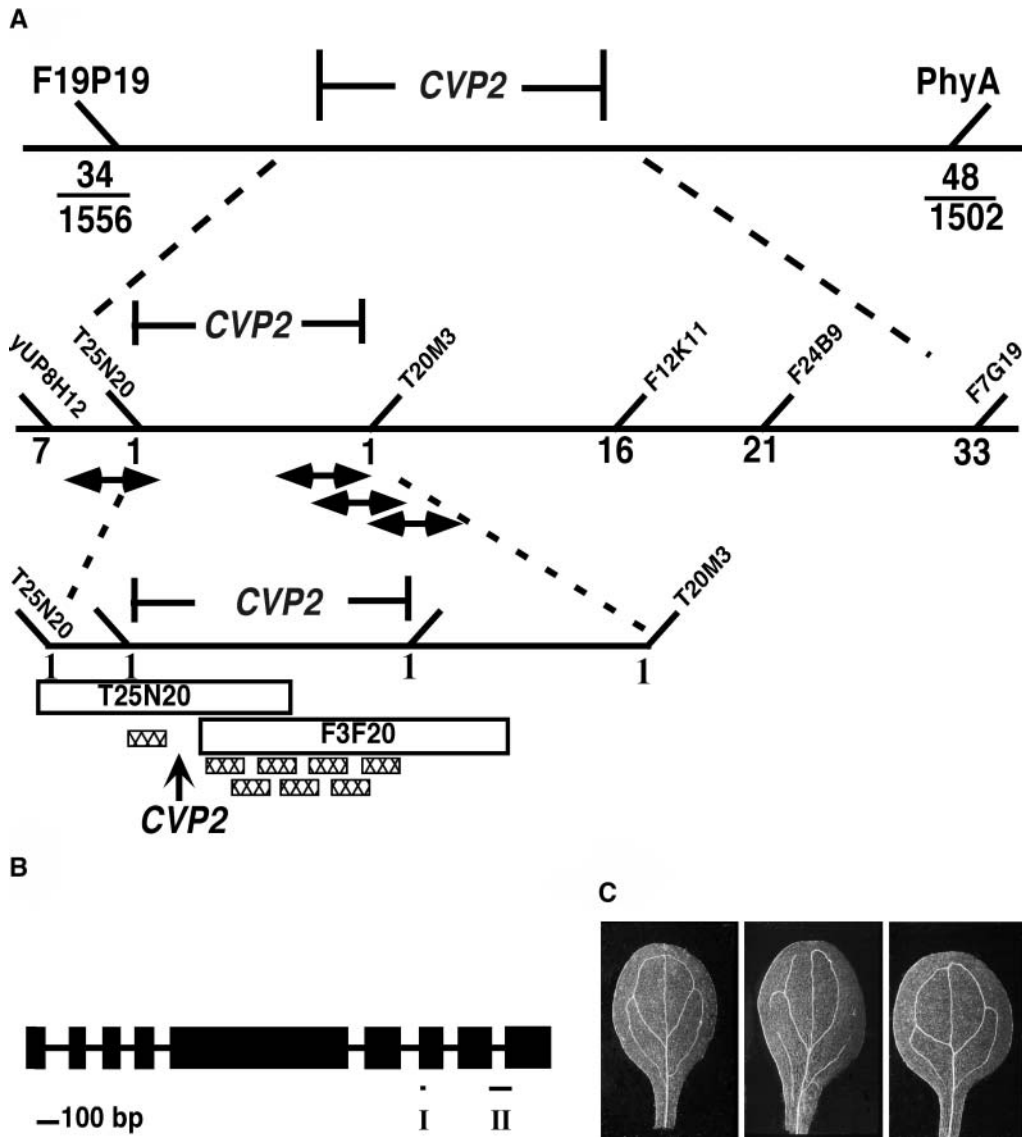 A
F19P19
CVP2
PhyA
34
1556
48
1502
CVP2
yUP8H12
T25N20
T20M3
F12K11
F24B9
F7G19
7
1
1
16
21
33
CVP2
T25N20
T20M3
1
1
1
1
T25N20
F3F20
CVP2
B
100 bp
I
II
C